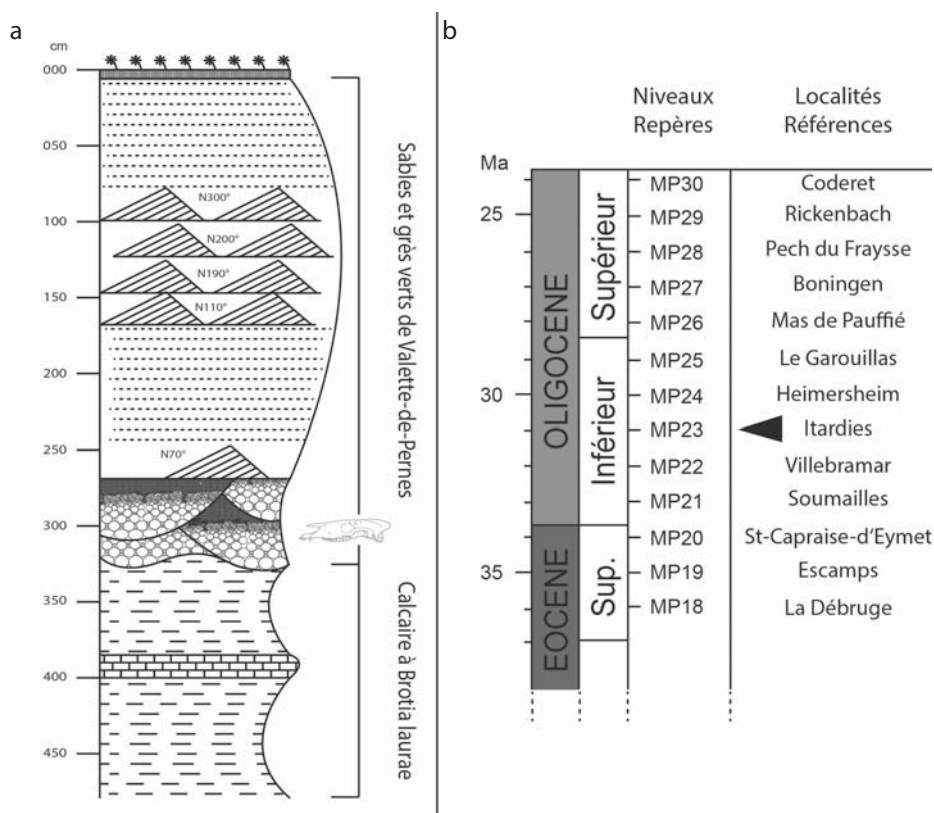 a
cm
000
050
100
150
200
250
300
350
400
450
N300°
N200°
N190°
N110°
N70°
Sables et grès verts de Valette-de-Pernes
Calcaire à Brotia laurae
b
Niveaux
Repères
Localités
Références
Ma
25
30
35
OLIGOCENE
EOCENE
Supérieur
Inférieur
Sup.
MP30 Coderet
MP29 Rickenbach
MP28 Pech du Fraysse
MP27 Boningen
MP26 Mas de Pauffié
MP25 Le Garouillas
MP24 Heimersheim
MP23 Itardies
MP22 Villebramar
MP21 Soumailles
MP20 St-Capraise-d'Eymet
MP19 Escamps
MP18 La Débruge